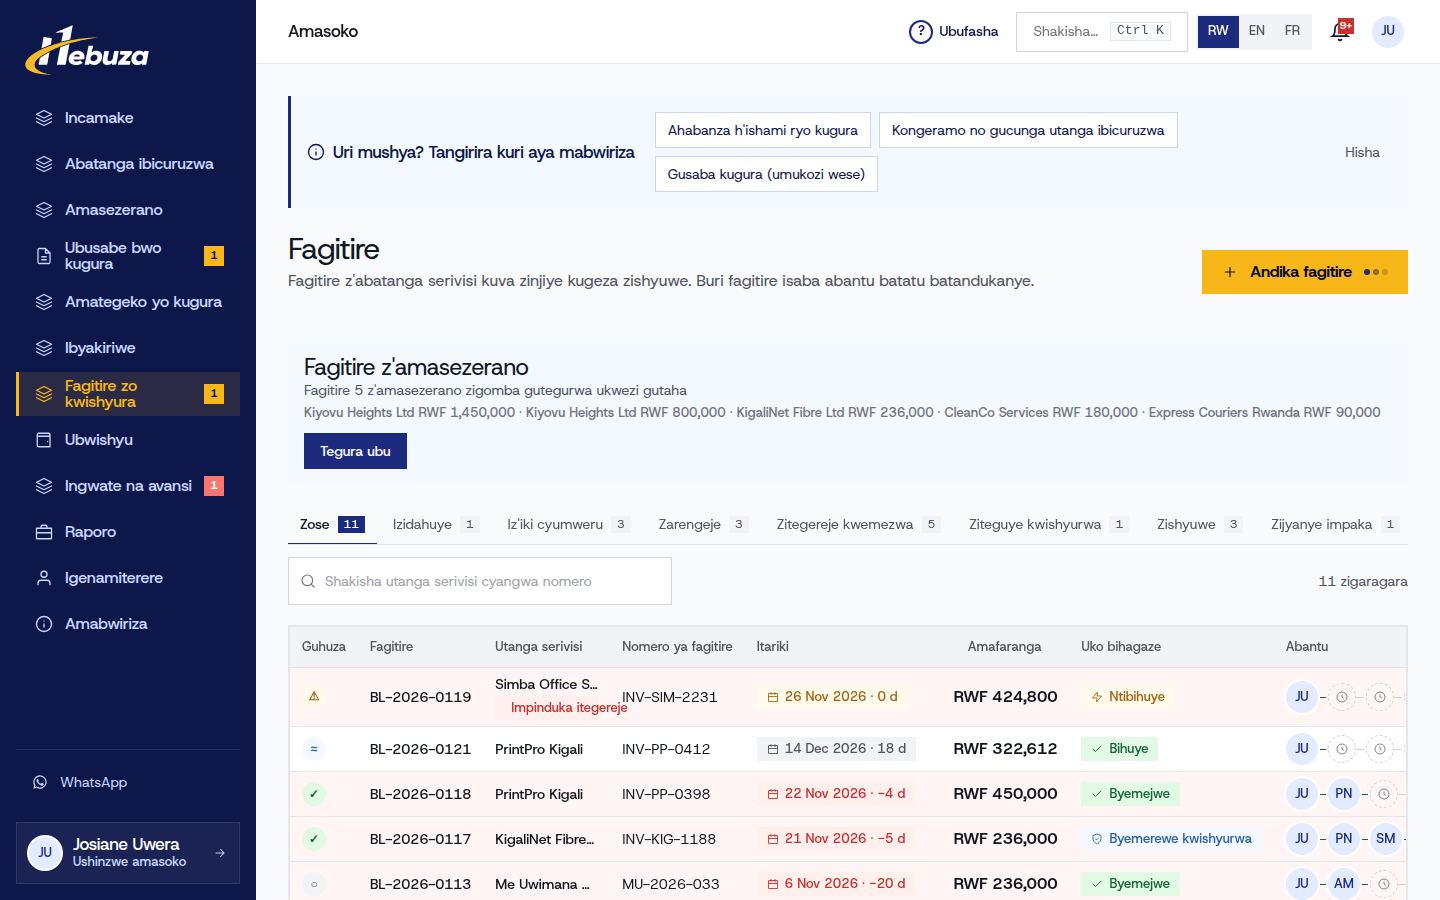 Hebuza
Incamake
Abatanga ibicuruzwa
Amasezerano
Ubusabe bwo kugura 1
Amategeko yo kugura
Ibyakiriwe
Fagitire zo kwishyura 1
Ubwishyu
Ingwate na avansi 1
Raporo
Igenamiterere
Amabwiriza
WhatsApp
JU Josiane Uwera
Ushinzwe amasoko
Amasoko
? Ubufasha
Shakisha... Ctrl K
RW EN FR
9+
JU
Uri mushya? Tangirira kuri aya mabwiriza
Ahabanza h'ishami ryo kugura
Kongeramo no gucunga utanga ibicuruzwa
Gusaba kugura (umukozi wese)
Hisha
Fagitire
Fagitire z'abatanga serivisi kuva zinjiye kugeza zishyuwe. Buri fagitire isaba abantu batatu batandukanye.
+ Andika fagitire
Fagitire z'amasezerano
Fagitire 5 z'amasezerano zigomba gutegurwa ukwezi gutaha
Kiyovu Heights Ltd RWF 1,450,000 · Kiyovu Heights Ltd RWF 800,000 · KigaliNet Fibre Ltd RWF 236,000 · CleanCo Services RWF 180,000 · Express Couriers Rwanda RWF 90,000
Tegura ubu
Zose 11 Izidahuye 1 Iz'iki cyumweru 3 Zarengeje 3 Zitegereje kwemezwa 5 Ziteguye kwishyurwa 1 Zishyuwe 3 Zijyanye impaka 1
Shakisha utanga serivisi cyangwa nomero
11 zigaragara
Guhuza Fagitire Utanga serivisi Nomero ya fagitire Itariki Amafaranga Uko bihagaze Abantu
⚠ BL-2026-0119 Simba Office S... INV-SIM-2231 26 Nov 2026 · 0 d RWF 424,800 Ntibihuye JU
Impinduka itegereje
≈ BL-2026-0121 PrintPro Kigali INV-PP-0412 14 Dec 2026 · 18 d RWF 322,612 Bihuye JU
✓ BL-2026-0118 PrintPro Kigali INV-PP-0398 22 Nov 2026 · -4 d RWF 450,000 Byemejwe JU PN
✓ BL-2026-0117 KigaliNet Fibre... INV-KIG-1188 21 Nov 2026 · -5 d RWF 236,000 Byemerewe kwishyurwa JU PN SM
○ BL-2026-0113 Me Uwimana ... MU-2026-033 6 Nov 2026 · -20 d RWF 236,000 Byemejwe JU AM